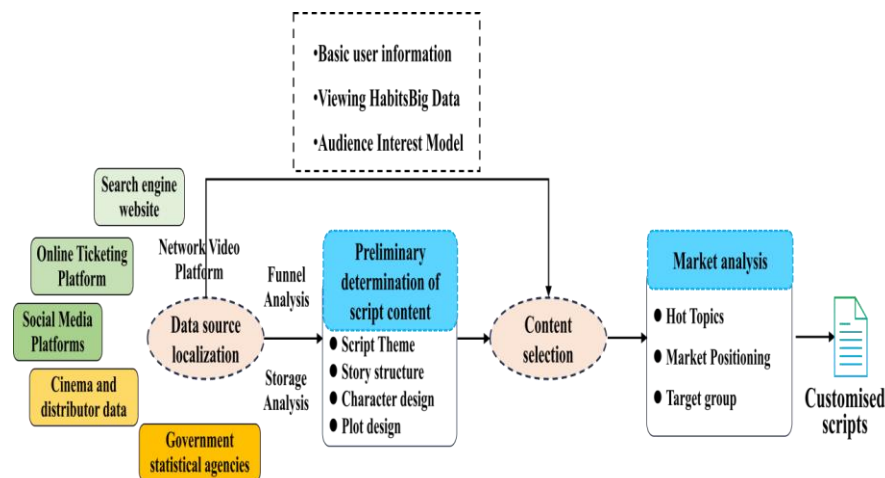 •Basic user information
•Viewing HabitsBig Data
•Audience Interest Model
Search engine
website
Online Ticketing
Platform
Social Media
Platforms
Cinema and
distributor data
Government
statistical agencies
Network Video
Platform
Data source
localization
Funnel
Analysis
Storage
Analysis
Preliminary
determination of
script content
● Script Theme
● Story structure
● Character design
● Plot design
Content
selection
Market analysis
● Hot Topics
● Market Positioning
● Target group
Customised
scripts